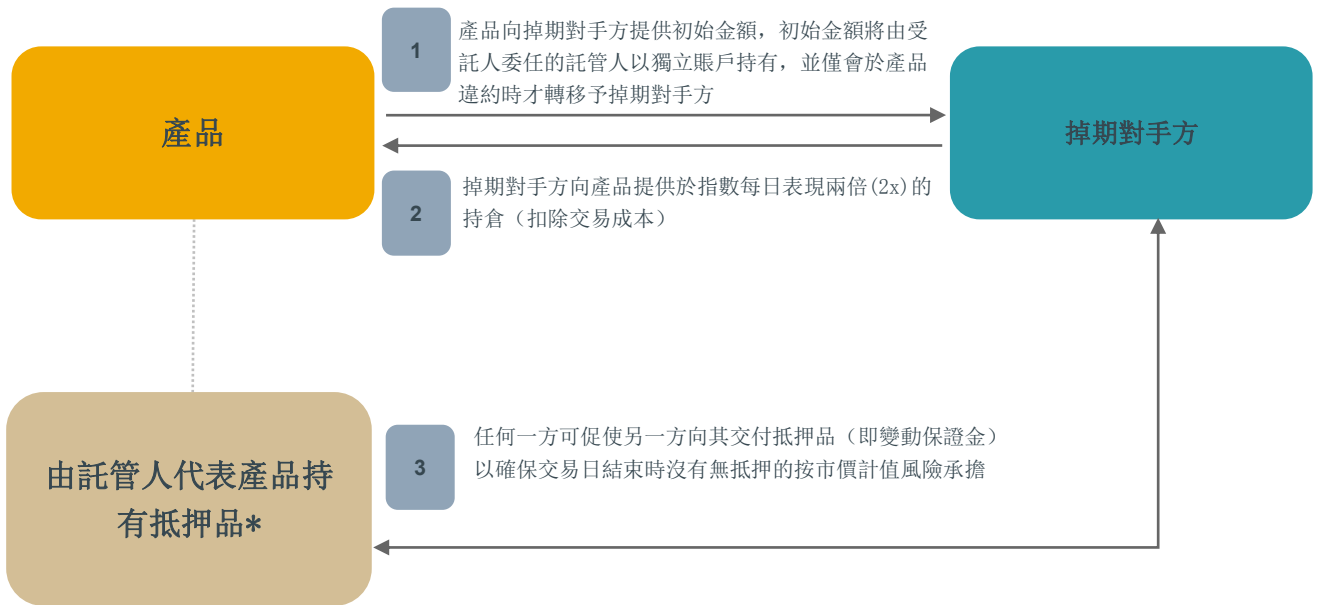 1
產品向掉期對手方提供初始金額，初始金額將由受
託人委任的託管人以獨立賬戶持有，並僅會於產品
違約時才轉移予掉期對手方
產品
掉期對手方
2
掉期對手方向產品提供於指數每日表現兩倍(2x)的
持倉（扣除交易成本）
由託管人代表產品持
有抵押品*
3
任何一方可促使另一方向其交付抵押品（即變動保證金）
以確保交易日結束時沒有無抵押的按市價計值風險承擔